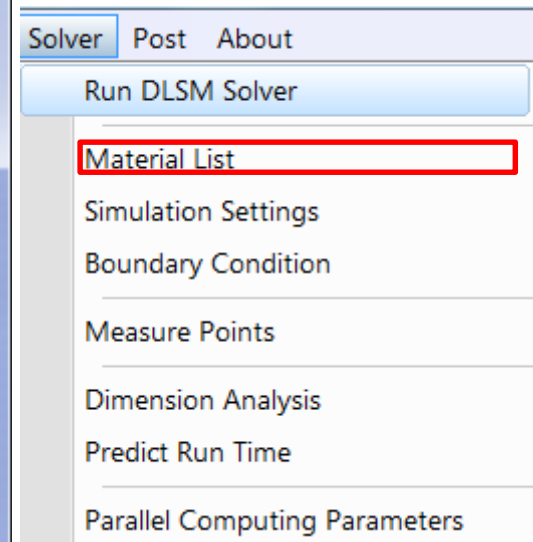 Solver Post About
Run DLSM Solver
Material List
Simulation Settings
Boundary Condition
Measure Points
Dimension Analysis
Predict Run Time
Parallel Computing Parameters